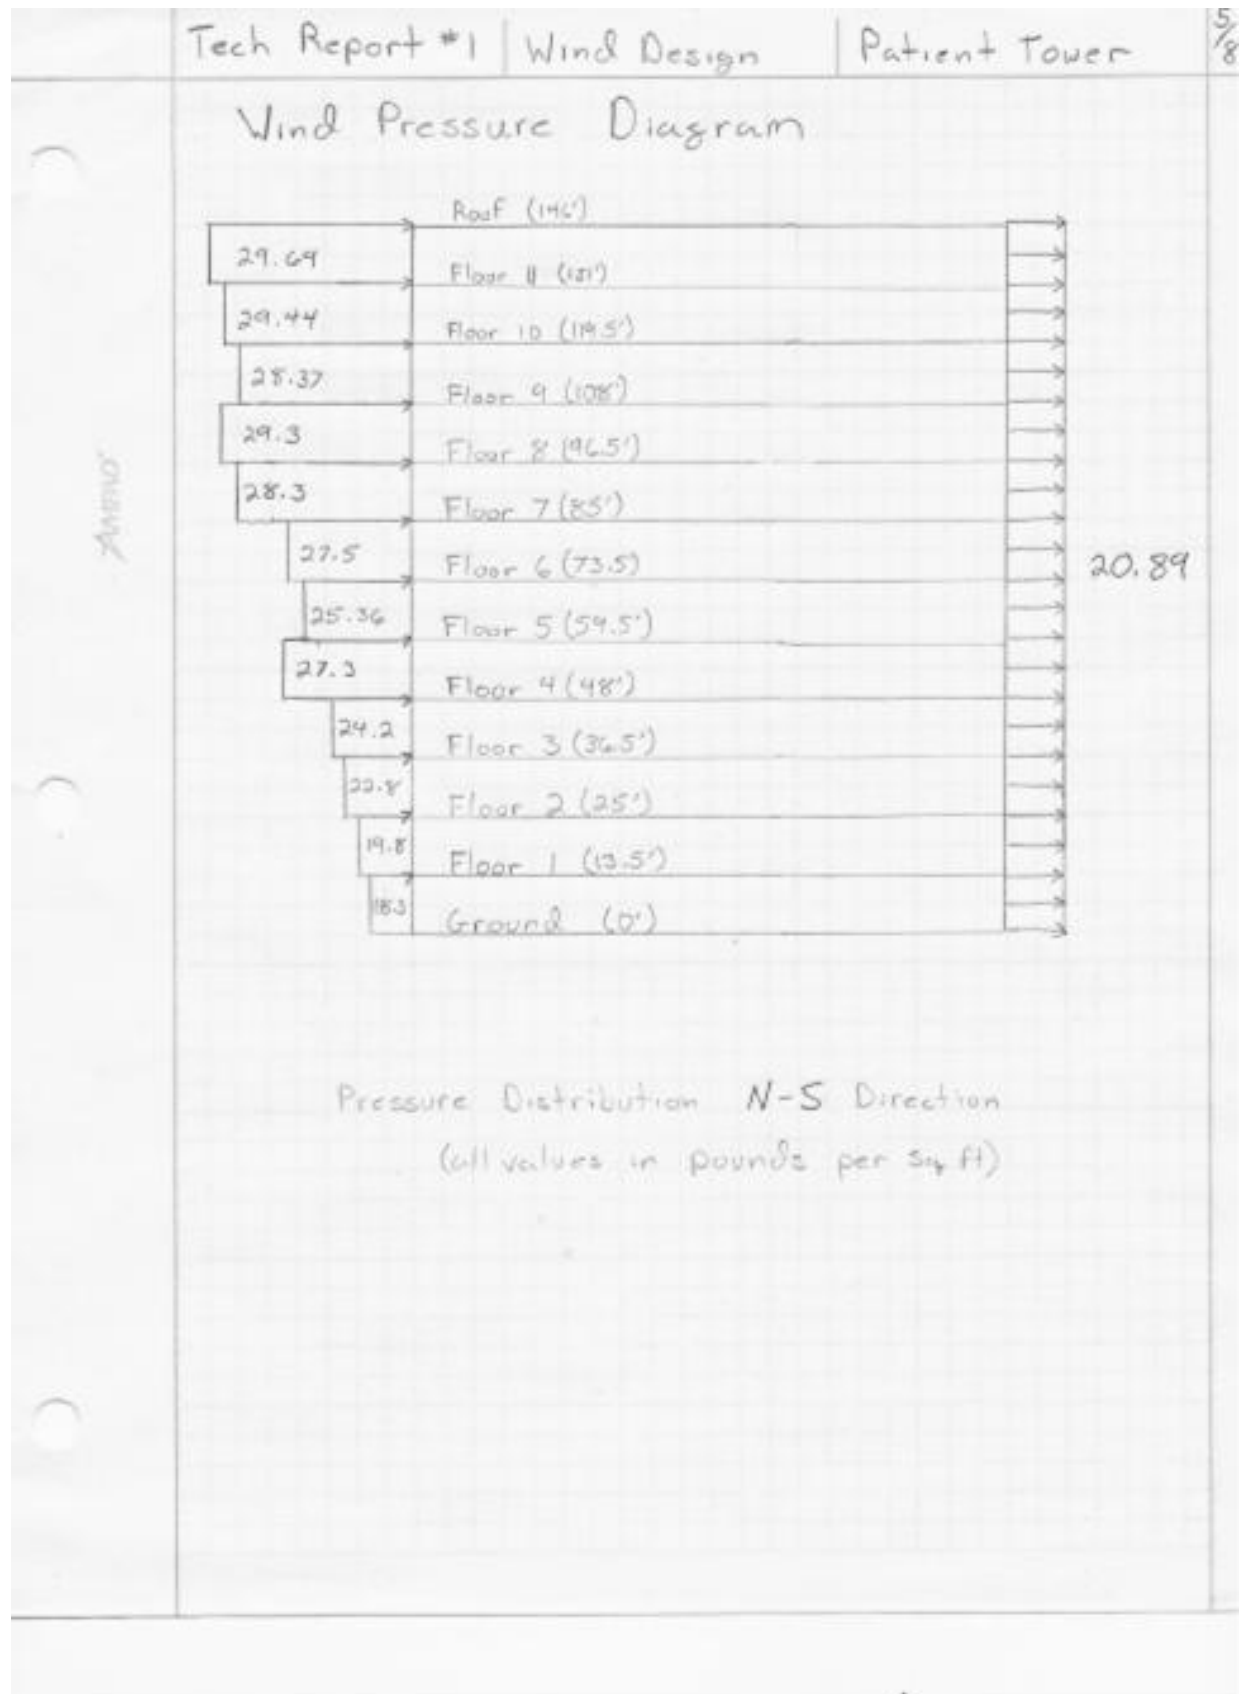 Tech Report #1 | Wind Design | Patient Tower 5/8
Wind Pressure Diagram
Roof (146')
29.69
Floor 11 (131')
29.44
Floor 10 (119.5')
28.37
Floor 9 (108')
29.3
Floor 8 (96.5')
28.3
Floor 7 (85')
27.5
Floor 6 (73.5)
20.89
25.36
Floor 5 (59.5')
27.3
Floor 4 (48')
24.2
Floor 3 (36.5')
22.8
Floor 2 (25')
19.8
Floor 1 (13.5')
18.3
Ground (0')
Pressure Distribution N-S Direction
(all values in pounds per sq ft)
AMPAD